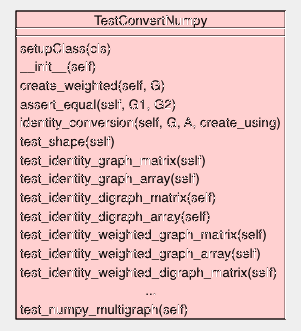 TestConvertNumpy
setupClass(cls)
__init__(self)
create_weighted(self, G)
assert_equal(self, G1, G2)
identity_conversion(self, G, A, create_using)
test_shape(self)
test_identity_graph_matrix(self)
test_identity_graph_array(self)
test_identity_digraph_matrix(self)
test_identity_digraph_array(self)
test_identity_weighted_graph_matrix(self)
test_identity_weighted_graph_array(self)
test_identity_weighted_digraph_matrix(self)
...
test_numpy_multigraph(self)